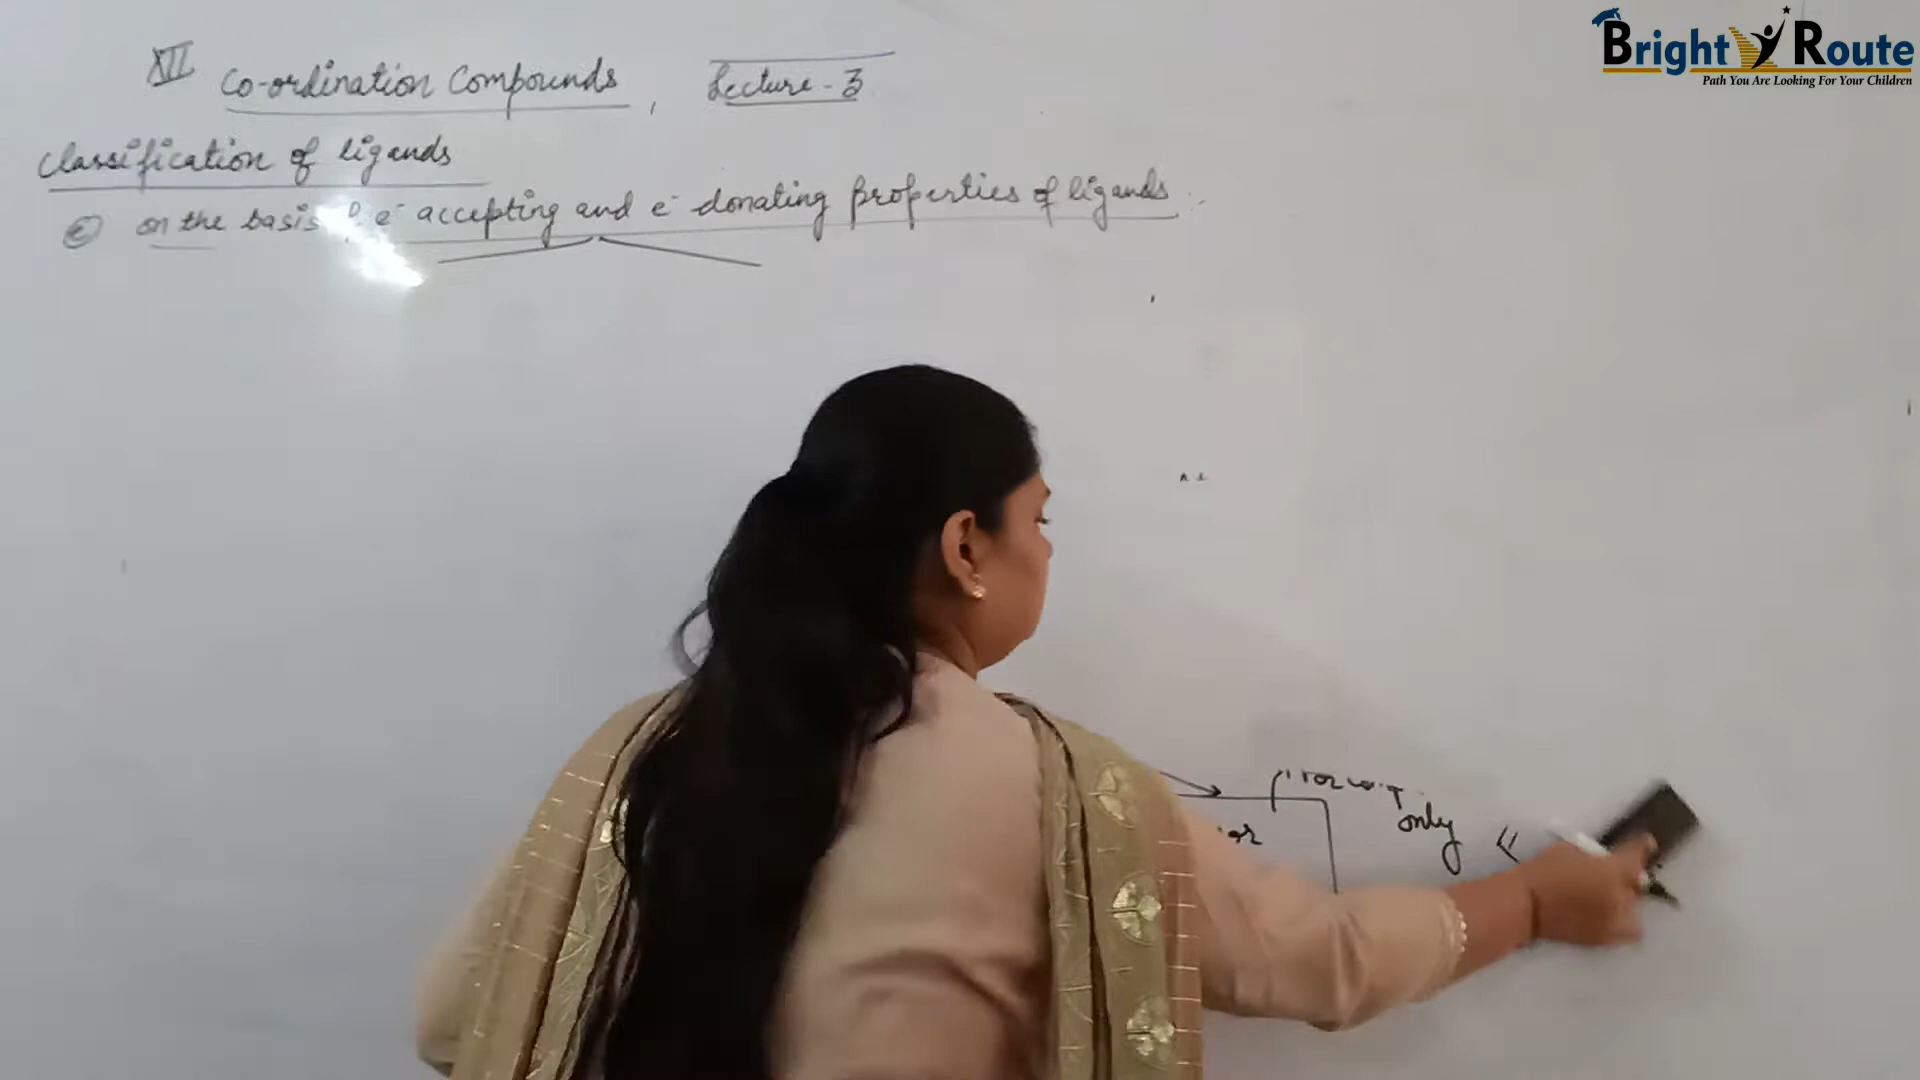 XII Co-ordination Compounds, Lecture-3
Classification of ligands
on the basis e⁻ accepting and e⁻ donating properties of ligands
only
Bright Route
Path You Are Looking For Your Children